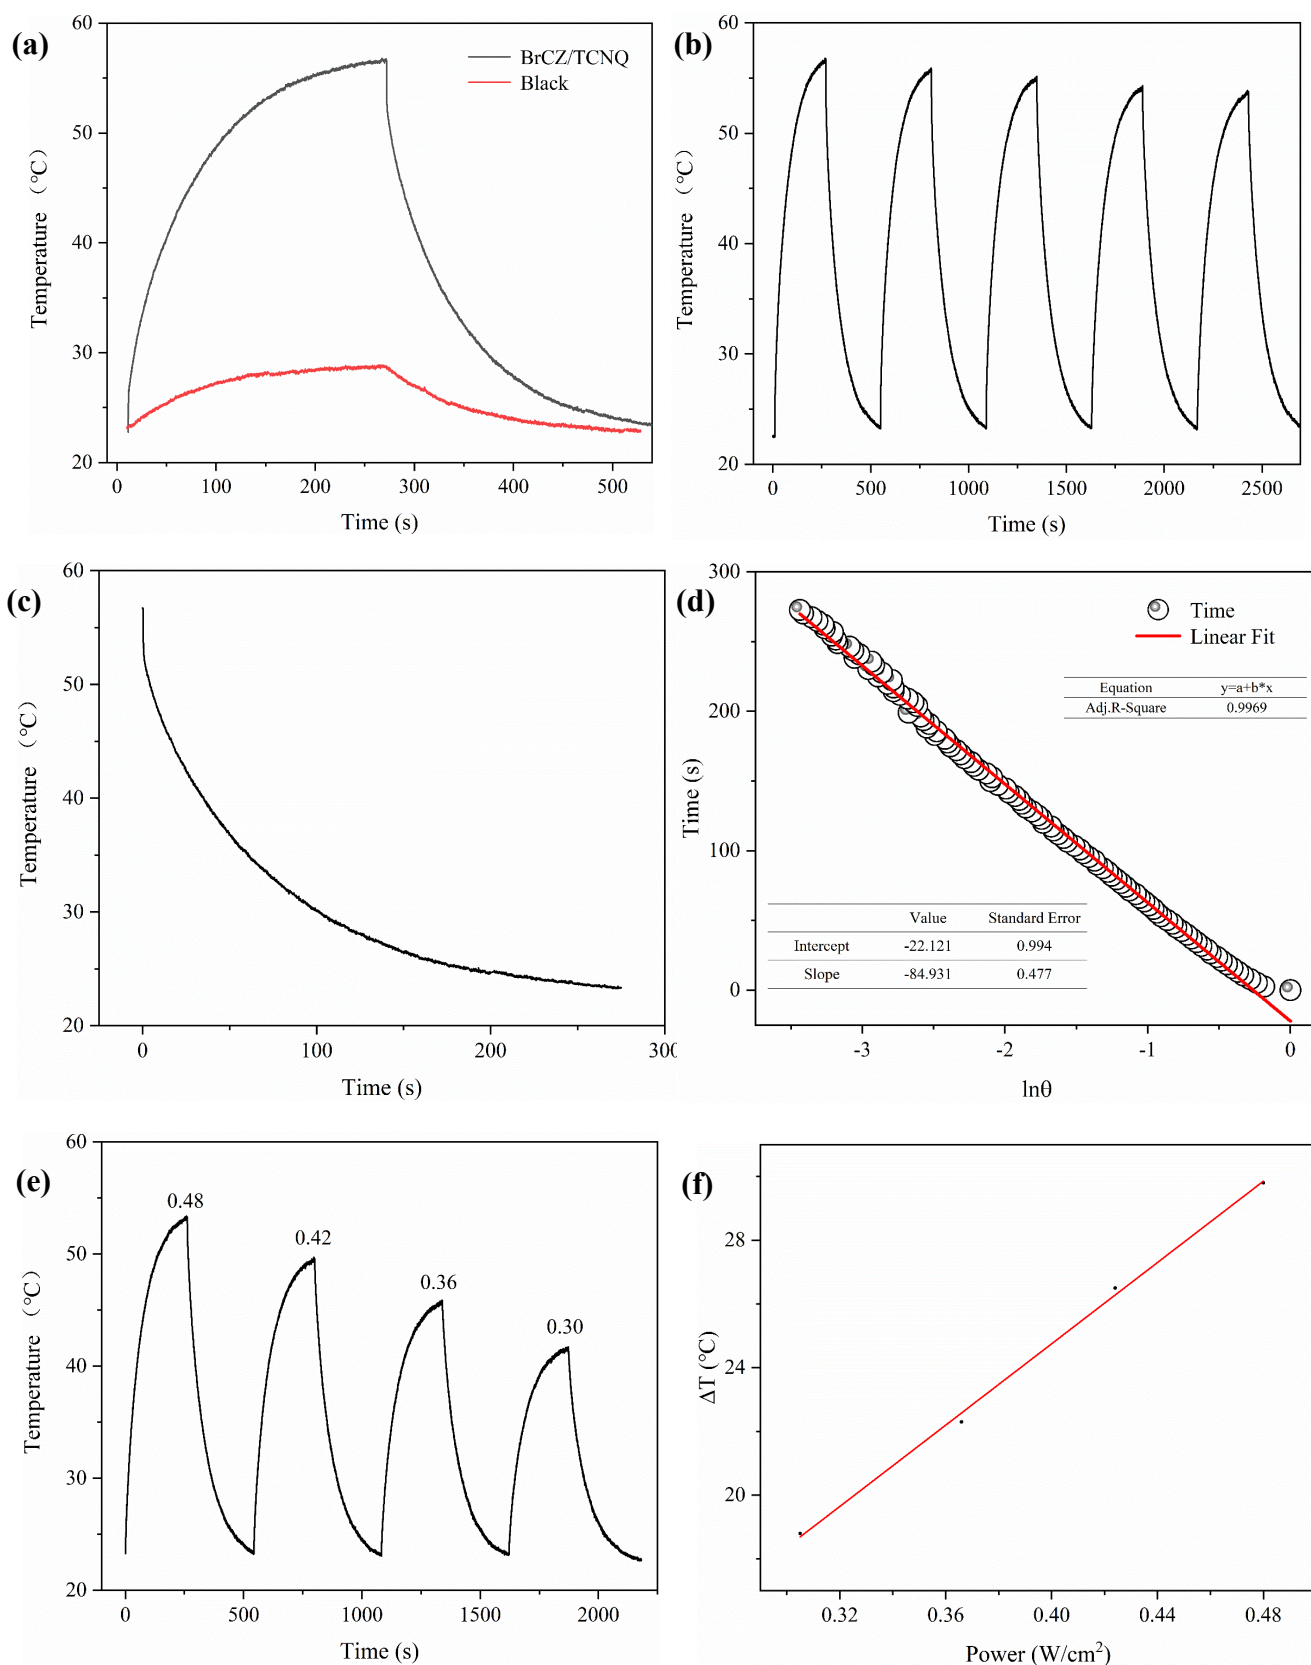 (a)
60
50
40
30
20
Temperature (°C)
BrCZ/TCNQ
Black
0 100 200 300 400 500
Time (s)
(b)
60
50
40
30
20
Temperature (°C)
0 500 1000 1500 2000 2500
Time (s)
(c)
60
50
40
30
20
Temperature (°C)
0 100 200 300
Time (s)
(d)
300
200
100
0
Time (s)
Time
Linear Fit
Equation y=a+b*x
Adj.R-Square 0.9969
Value Standard Error
Intercept -22.121 0.994
Slope -84.931 0.477
-3 -2 -1 0
lnθ
(e)
60
50
40
30
20
Temperature (°C)
0.48
0.42
0.36
0.30
0 500 1000 1500 2000
Time (s)
(f)
28
24
20
ΔT (°C)
0.32 0.36 0.40 0.44 0.48
Power (W/cm²)